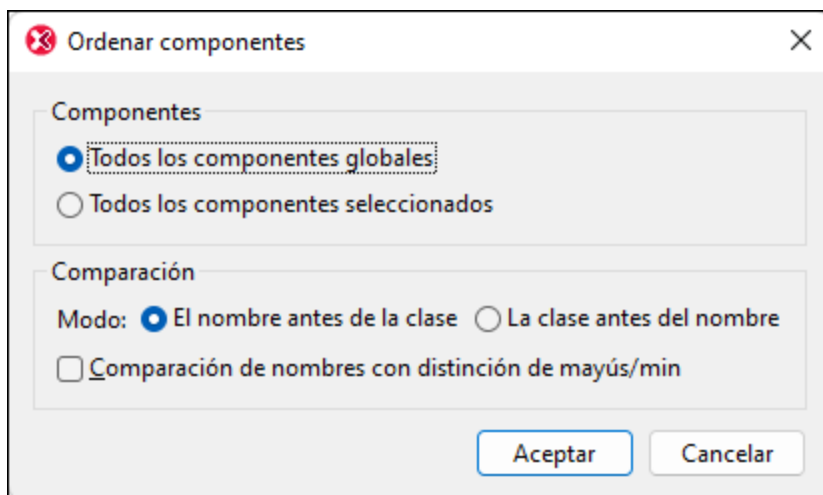 Ordenar componentes
Componentes
Todos los componentes globales
Todos los componentes seleccionados
Comparación
Modo: El nombre antes de la clase La clase antes del nombre
Comparación de nombres con distinción de mayús/min
Aceptar Cancelar